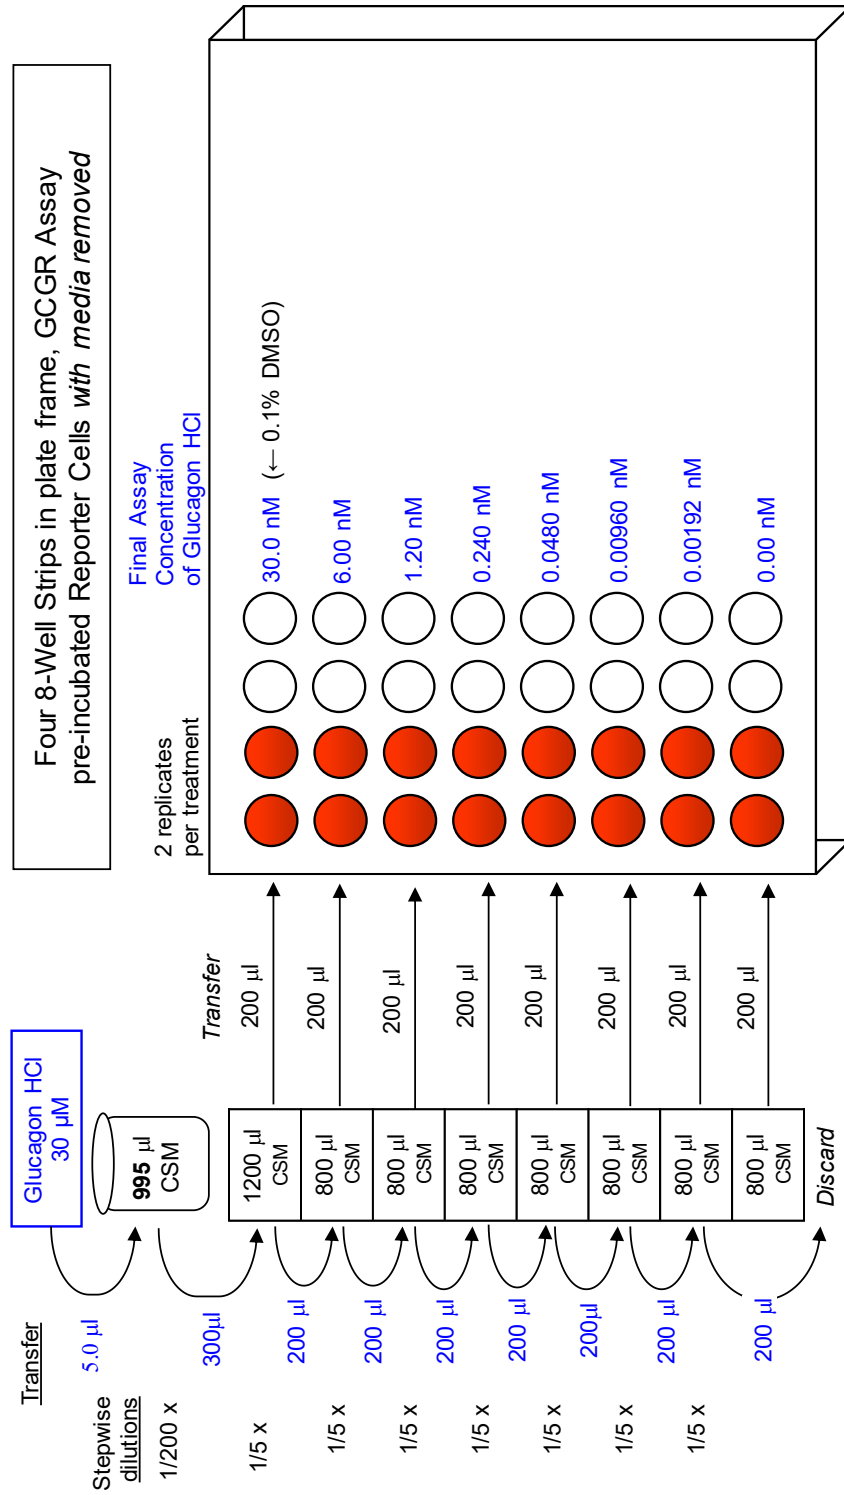 Four 8-Well Strips in plate frame, GCGR Assay
pre-incubated Reporter Cells with media removed
Transfer
Stepwise
dilutions
Glucagon HCl
30 µM
5.0 µl
1/200 x
995 µl
CSM
300µl
Transfer
2 replicates
per treatment
Final Assay
Concentration
of Glucagon HCl
1/5 x
1200 µl
CSM
200 µl
30.0 nM (← 0.1% DMSO)
200 µl
1/5 x
800 µl
CSM
200 µl
6.00 nM
200 µl
1/5 x
800 µl
CSM
200 µl
1.20 nM
200 µl
1/5 x
800 µl
CSM
200 µl
0.240 nM
200 µl
1/5 x
800 µl
CSM
200 µl
0.0480 nM
200µl
1/5 x
800 µl
CSM
200 µl
0.00960 nM
200 µl
1/5 x
800 µl
CSM
200 µl
0.00192 nM
200 µl
800 µl
CSM
200 µl
0.00 nM
Discard